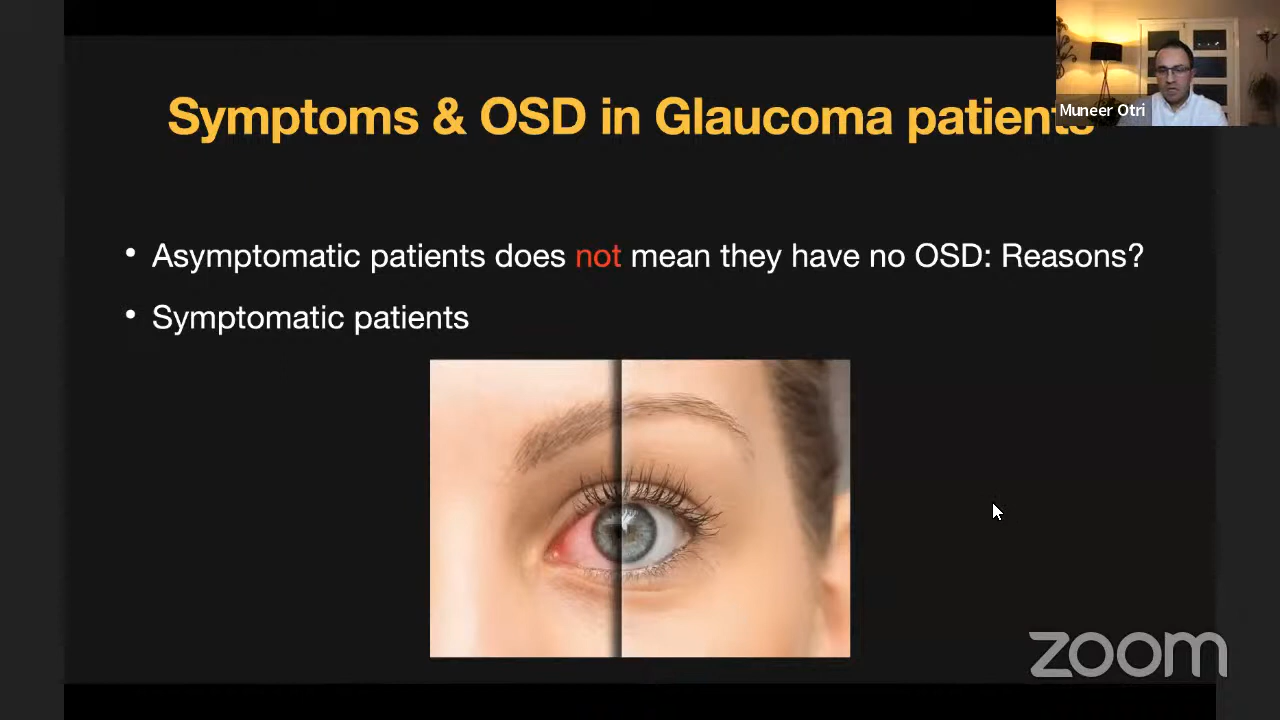 Symptoms & OSD in Glaucoma patients
Muneer Otri
• Asymptomatic patients does not mean they have no OSD: Reasons?
• Symptomatic patients
zoom